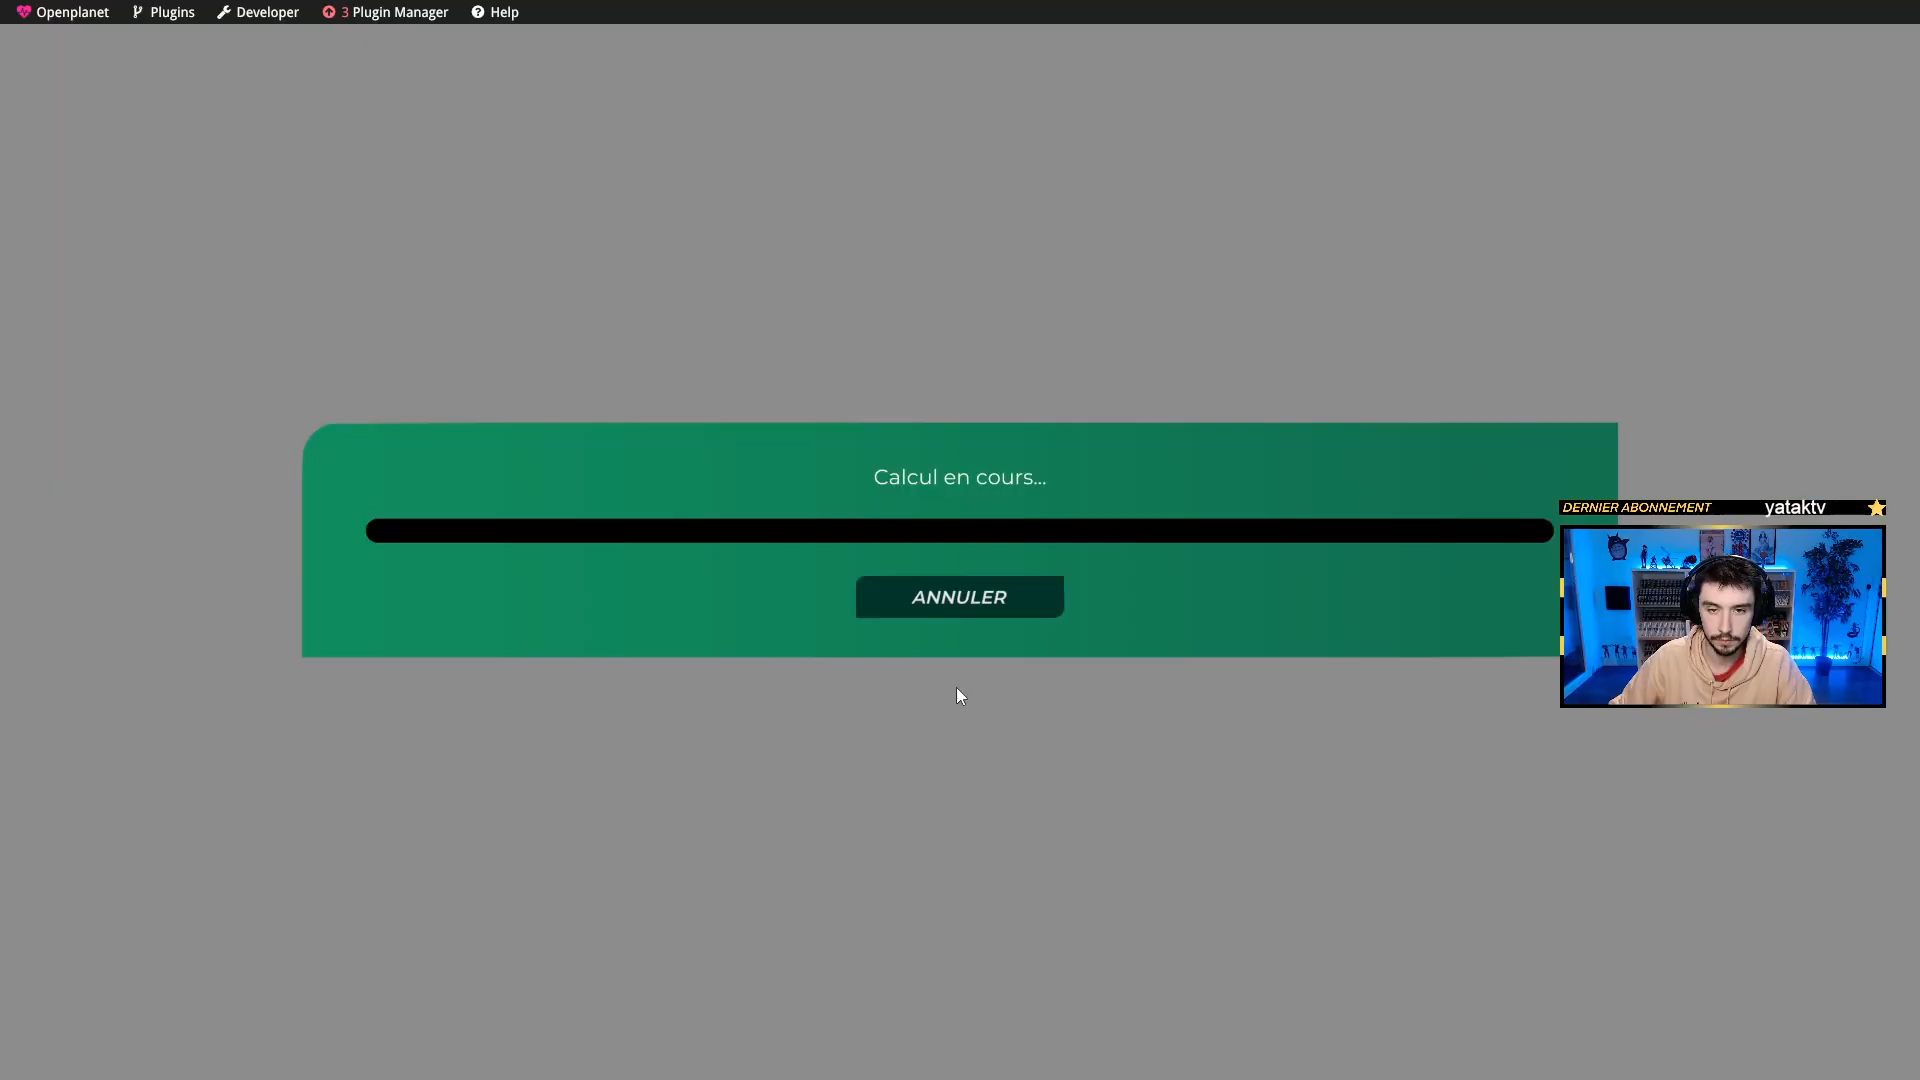 Openplanet Plugins Developer 3 Plugin Manager Help
Calcul en cours...
DERNIER ABONNEMENT yataktv
ANNULER